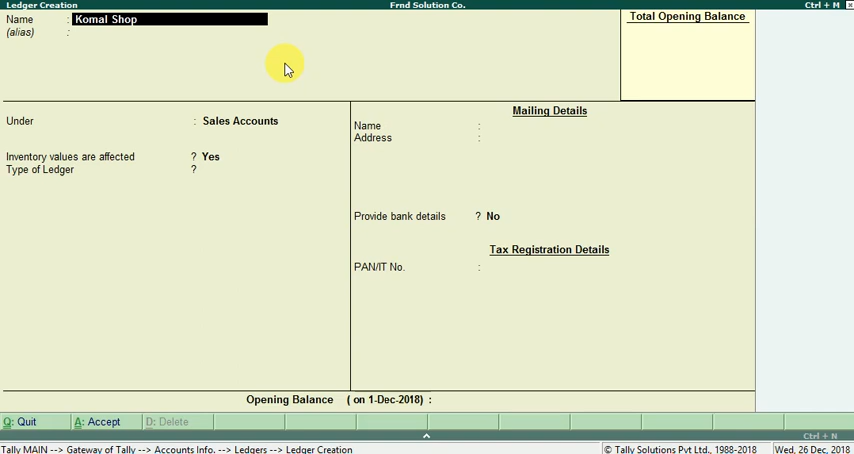 Ledger Creation Frnd Solution Co. Ctrl + M
Name : Komal Shop
(alias) :
Total Opening Balance
Under : Sales Accounts
Inventory values are affected ? Yes
Type of Ledger ?
Mailing Details
Name :
Address :
Provide bank details ? No
Tax Registration Details
PAN/IT No. :
Opening Balance ( on 1-Dec-2018) :
Q: Quit A: Accept D: Delete
Ctrl + N
Tally MAIN --> Gateway of Tally --> Accounts Info. --> Ledgers --> Ledger Creation © Tally Solutions Pvt Ltd., 1988-2018 Wed, 26 Dec, 2018